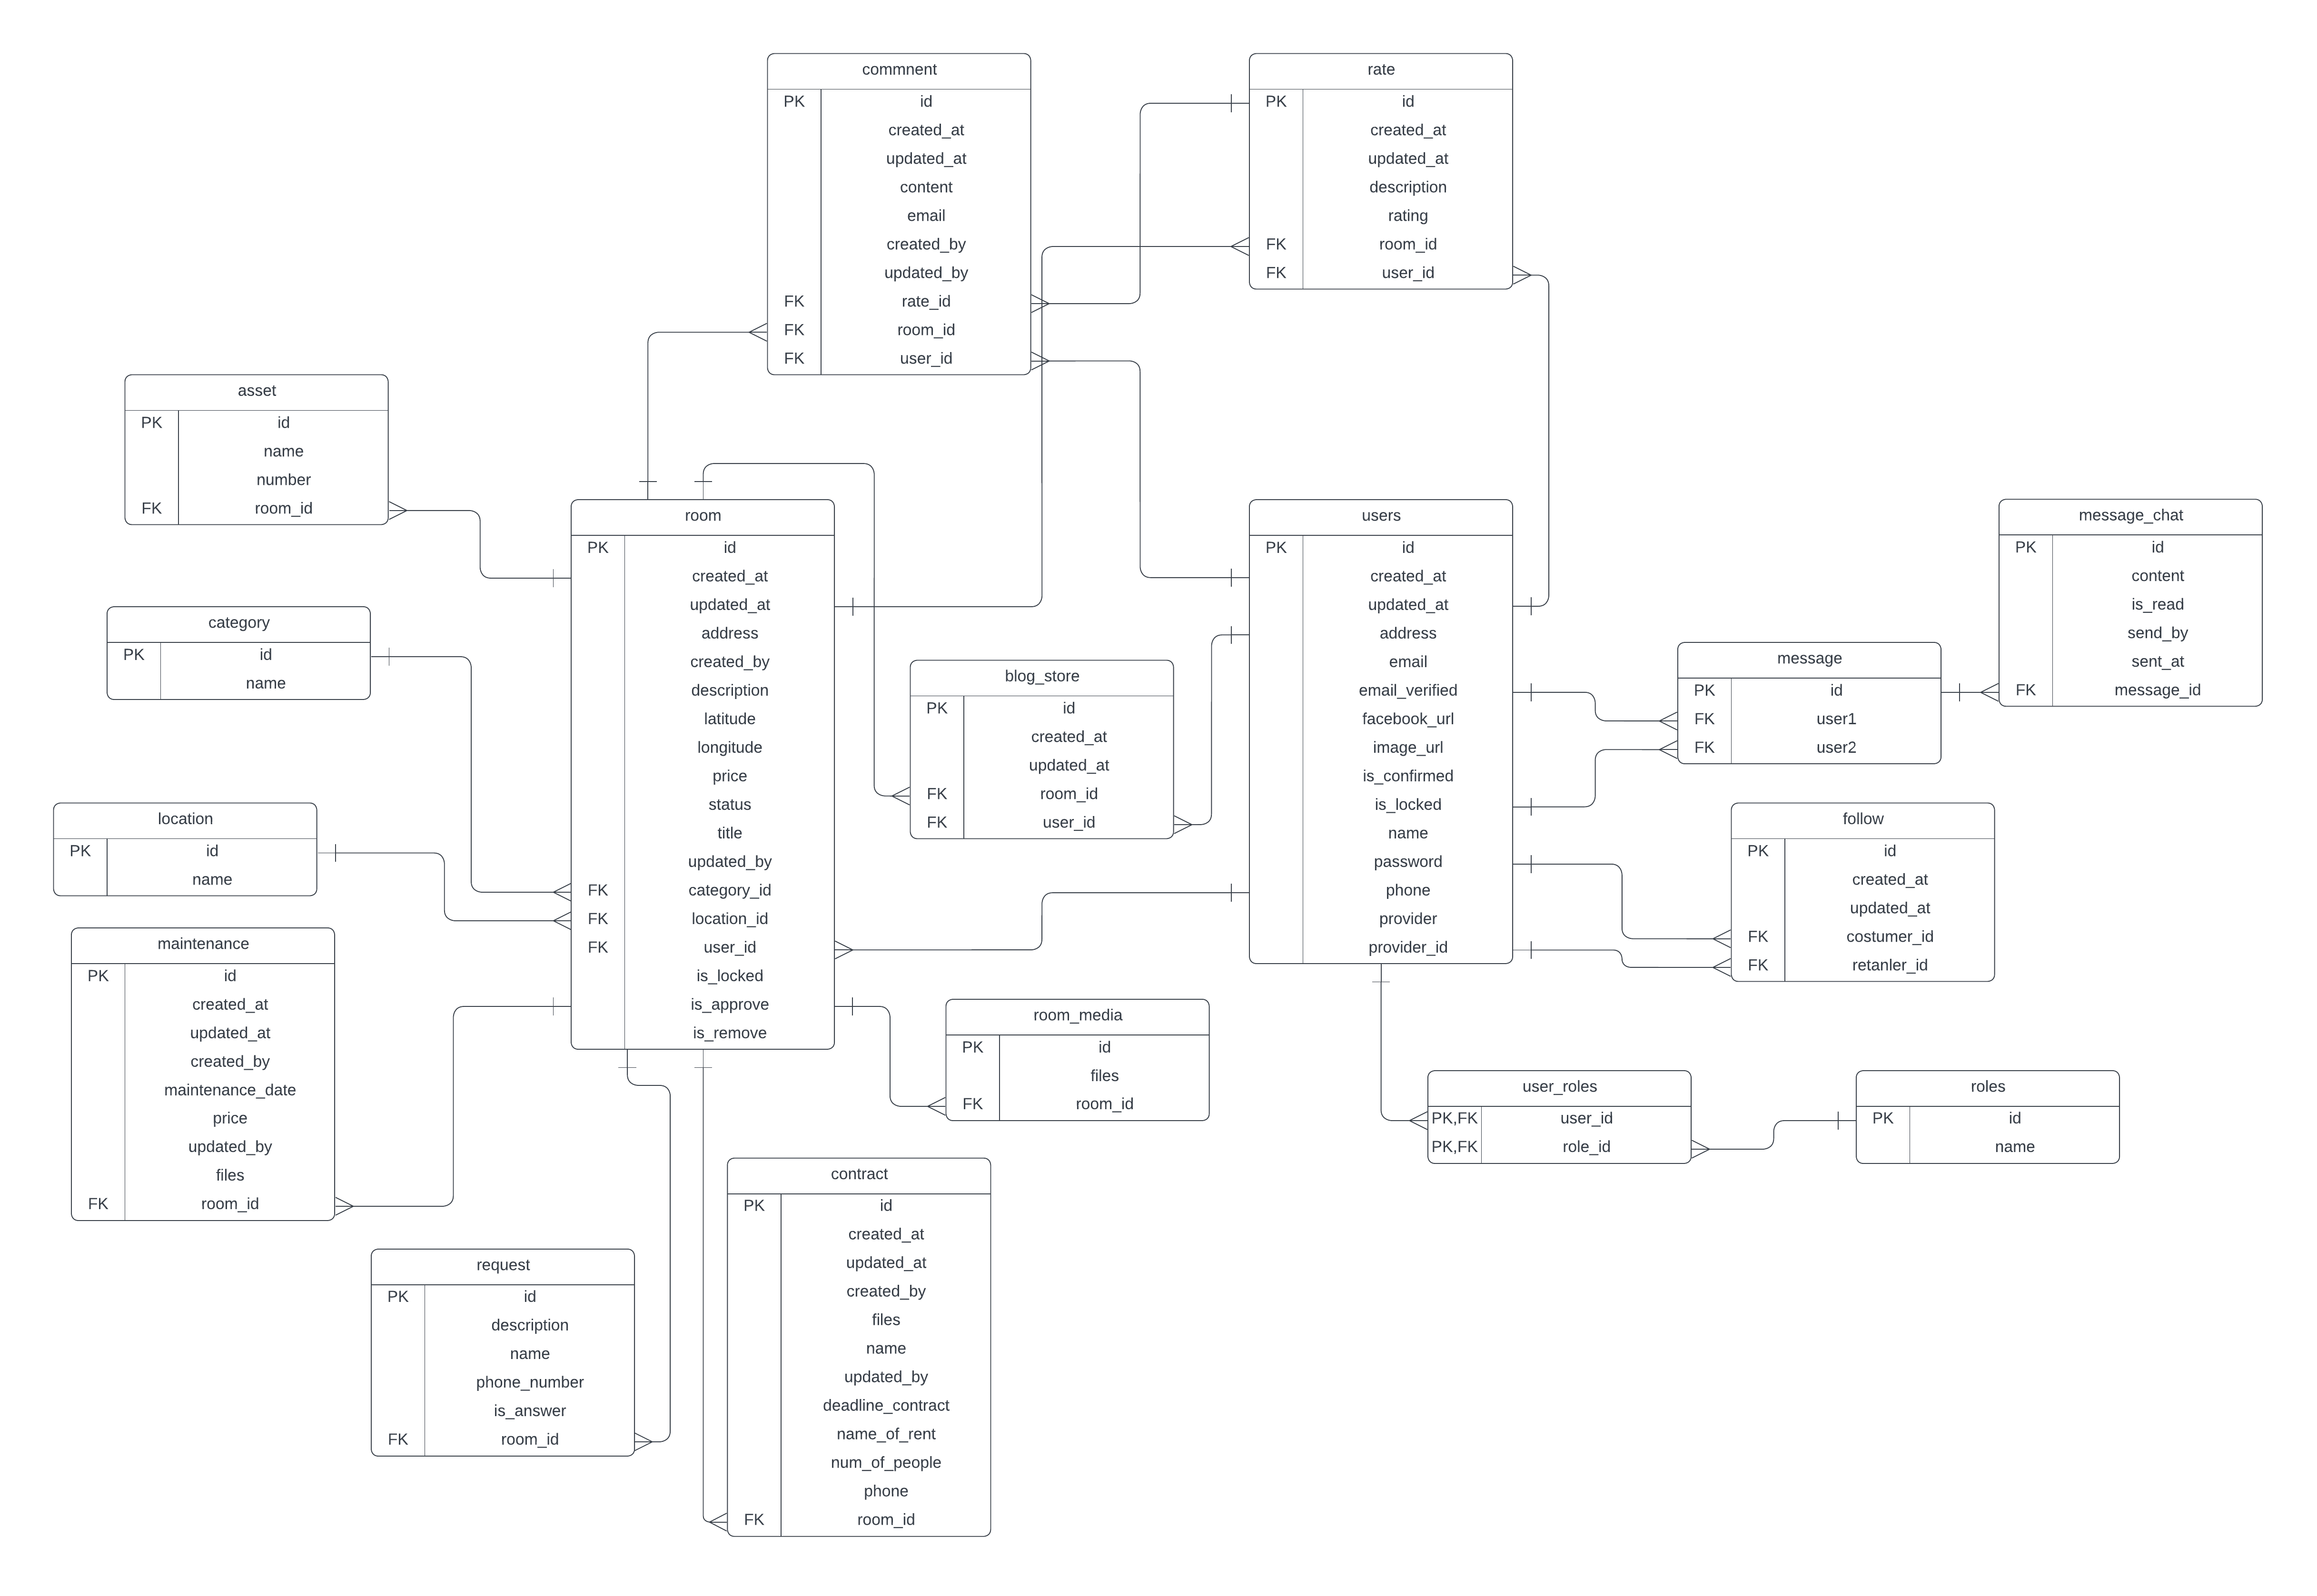 commnent
PK id
created_at
updated_at
content
email
created_by
updated_by
FK rate_id
FK room_id
FK user_id
rate
PK id
created_at
updated_at
description
rating
FK room_id
FK user_id
asset
PK id
name
number
FK room_id
room
PK id
created_at
updated_at
address
created_by
description
latitude
longitude
price
status
title
updated_by
FK category_id
FK location_id
FK user_id
is_locked
is_approve
is_remove
users
PK id
created_at
updated_at
address
email
email_verified
facebook_url
image_url
is_confirmed
is_locked
name
password
phone
provider
provider_id
message_chat
PK id
content
is_read
send_by
sent_at
FK message_id
category
PK id
name
blog_store
PK id
created_at
updated_at
FK room_id
FK user_id
message
PK id
FK user1
FK user2
location
PK id
name
follow
PK id
created_at
updated_at
FK costumer_id
FK retanler_id
maintenance
PK id
created_at
updated_at
created_by
maintenance_date
price
updated_by
files
FK room_id
room_media
PK id
files
FK room_id
user_roles
PK,FK user_id
PK,FK role_id
roles
PK id
name
contract
PK id
created_at
updated_at
created_by
files
name
updated_by
deadline_contract
name_of_rent
num_of_people
phone
FK room_id
request
PK id
description
name
phone_number
is_answer
FK room_id